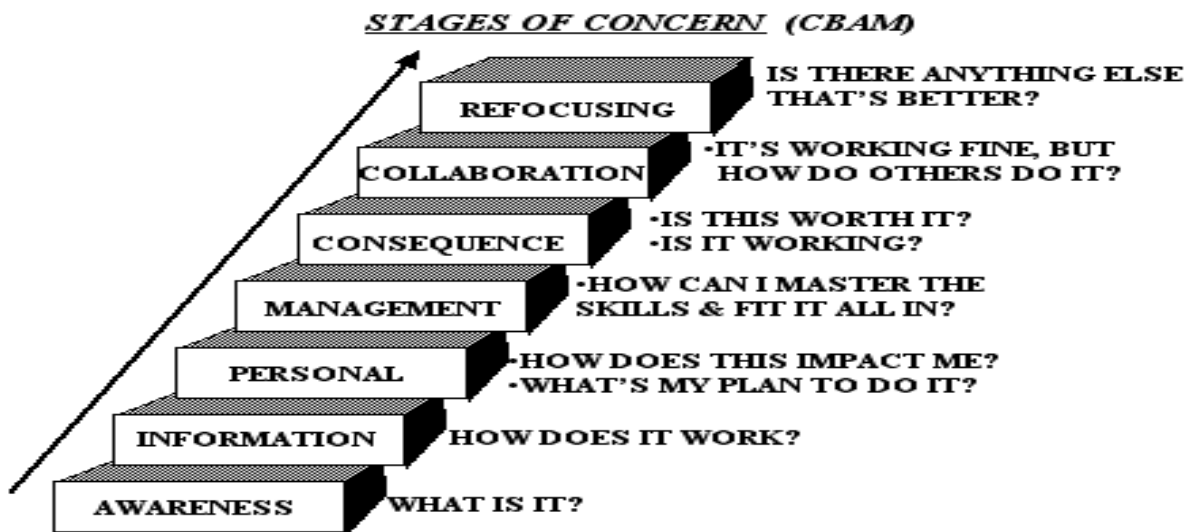 STAGES OF CONCERN (CBAM)
REFOCUSING
IS THERE ANYTHING ELSE
THAT'S BETTER?
COLLABORATION
•IT'S WORKING FINE, BUT
HOW DO OTHERS DO IT?
CONSEQUENCE
•IS THIS WORTH IT?
•IS IT WORKING?
MANAGEMENT
•HOW CAN I MASTER THE
SKILLS & FIT IT ALL IN?
PERSONAL
•HOW DOES THIS IMPACT ME?
•WHAT'S MY PLAN TO DO IT?
INFORMATION
HOW DOES IT WORK?
AWARENESS
WHAT IS IT?